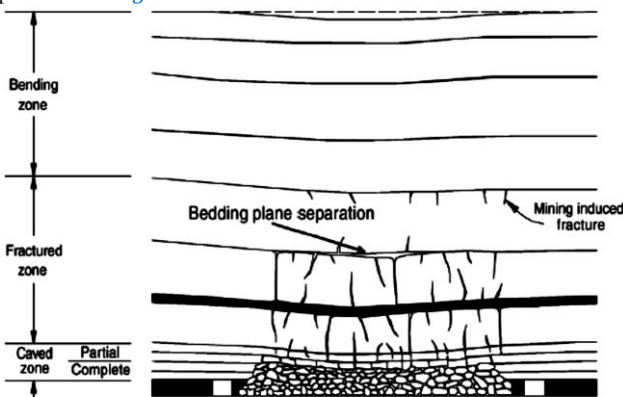 Bending
zone
Bedding plane separation
Mining induced
fracture
Fractured
zone
Caved
zone
Partial
Complete